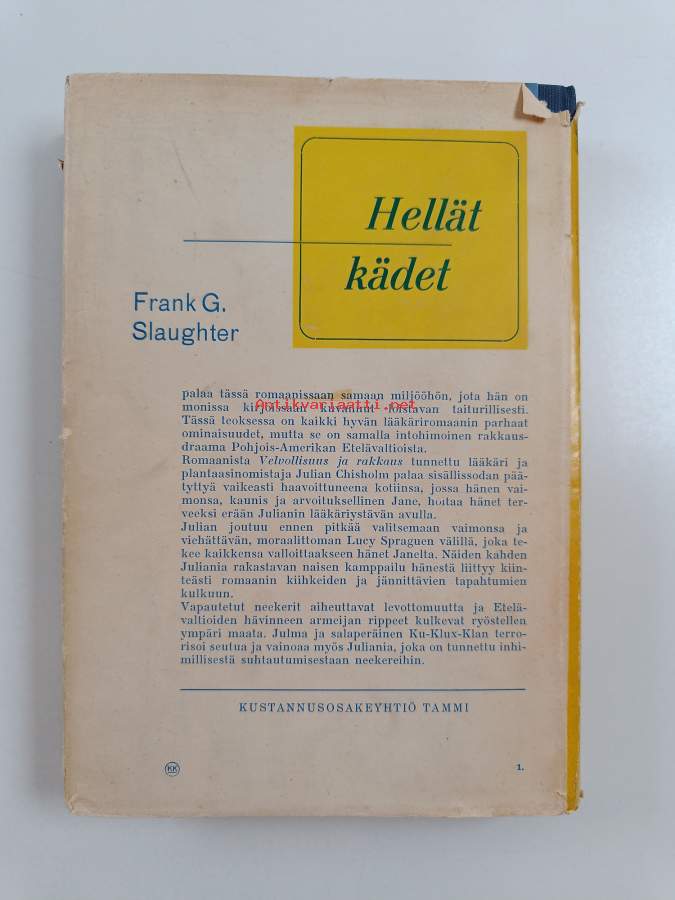 Hellät
kädet
Frank G.
Slaughter
palaa tässä romaanissaan samaan miljööhön, jota hän on
monissa kirjoissaan kuvannut loistavan taiturillisesti.
Antikvariaatti.net
Tässä teoksessa on kaikki hyvän lääkäriromaanin parhaat
ominaisuudet, mutta se on samalla intohimoinen rakkaus-
draama Pohjois-Amerikan Etelävaltioista.
Romaanista Velvollisuus ja rakkaus tunnettu lääkäri ja
plantaasinomistaja Julian Chisholm palaa sisällissodan pää-
tyttyä vaikeasti haavoittuneena kotiinsa, jossa hänen vai-
monsa, kaunis ja arvoituksellinen Jane, hoitaa hänet ter-
veeksi erään Julianin lääkäriystävän avulla.
Julian joutuu ennen pitkää valitsemaan vaimonsa ja
viehättävän, moraalittoman Lucy Spraguen välillä, joka te-
kee kaikkensa valloittaakseen hänet Janelta. Näiden kahden
Juliania rakastavan naisen kamppailu hänestä liittyy kiin-
teästi romaanin kiihkeiden ja jännittävien tapahtumien
kulkuun.
Vapautetut neekerit aiheuttavat levottomuutta ja Etelä-
valtioiden hävinneen armeijan rippeet kulkevat ryöstellen
ympäri maata. Julma ja salaperäinen Ku-Klux-Klan terro-
risoi seutua ja vainoaa myös Juliania, joka on tunnettu inhi-
millisestä suhtautumisestaan neekereihin.
KUSTANNUSOSAKEYHTIÖ TAMMI
KK
1.